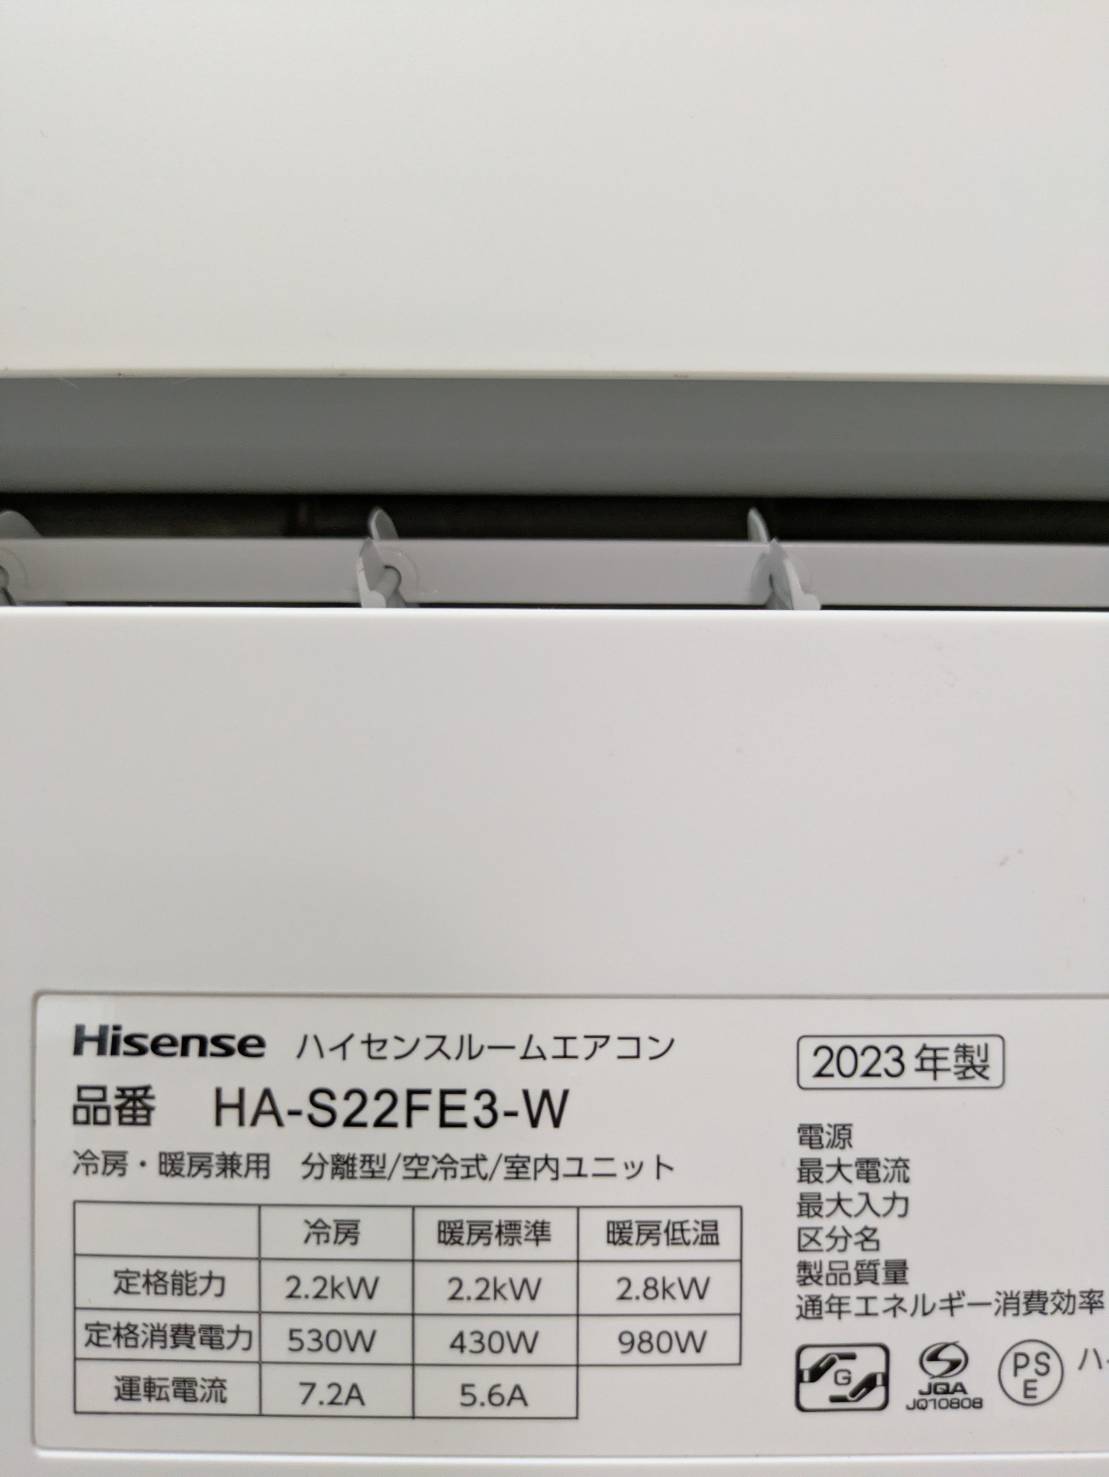 Hisense ハイセンスルームエアコン
品番 HA-S22FE3-W
冷房・暖房兼用 分離型/空冷式/室内ユニット
冷房 暖房標準 暖房低温
定格能力 2.2kW 2.2kW 2.8kW
定格消費電力 530W 430W 980W
運転電流 7.2A 5.6A
2023年製
電源
最大電流
最大入力
区分名
製品質量
通年エネルギー消費効率
G
JQA
JQ10808
PS
E
ハイ